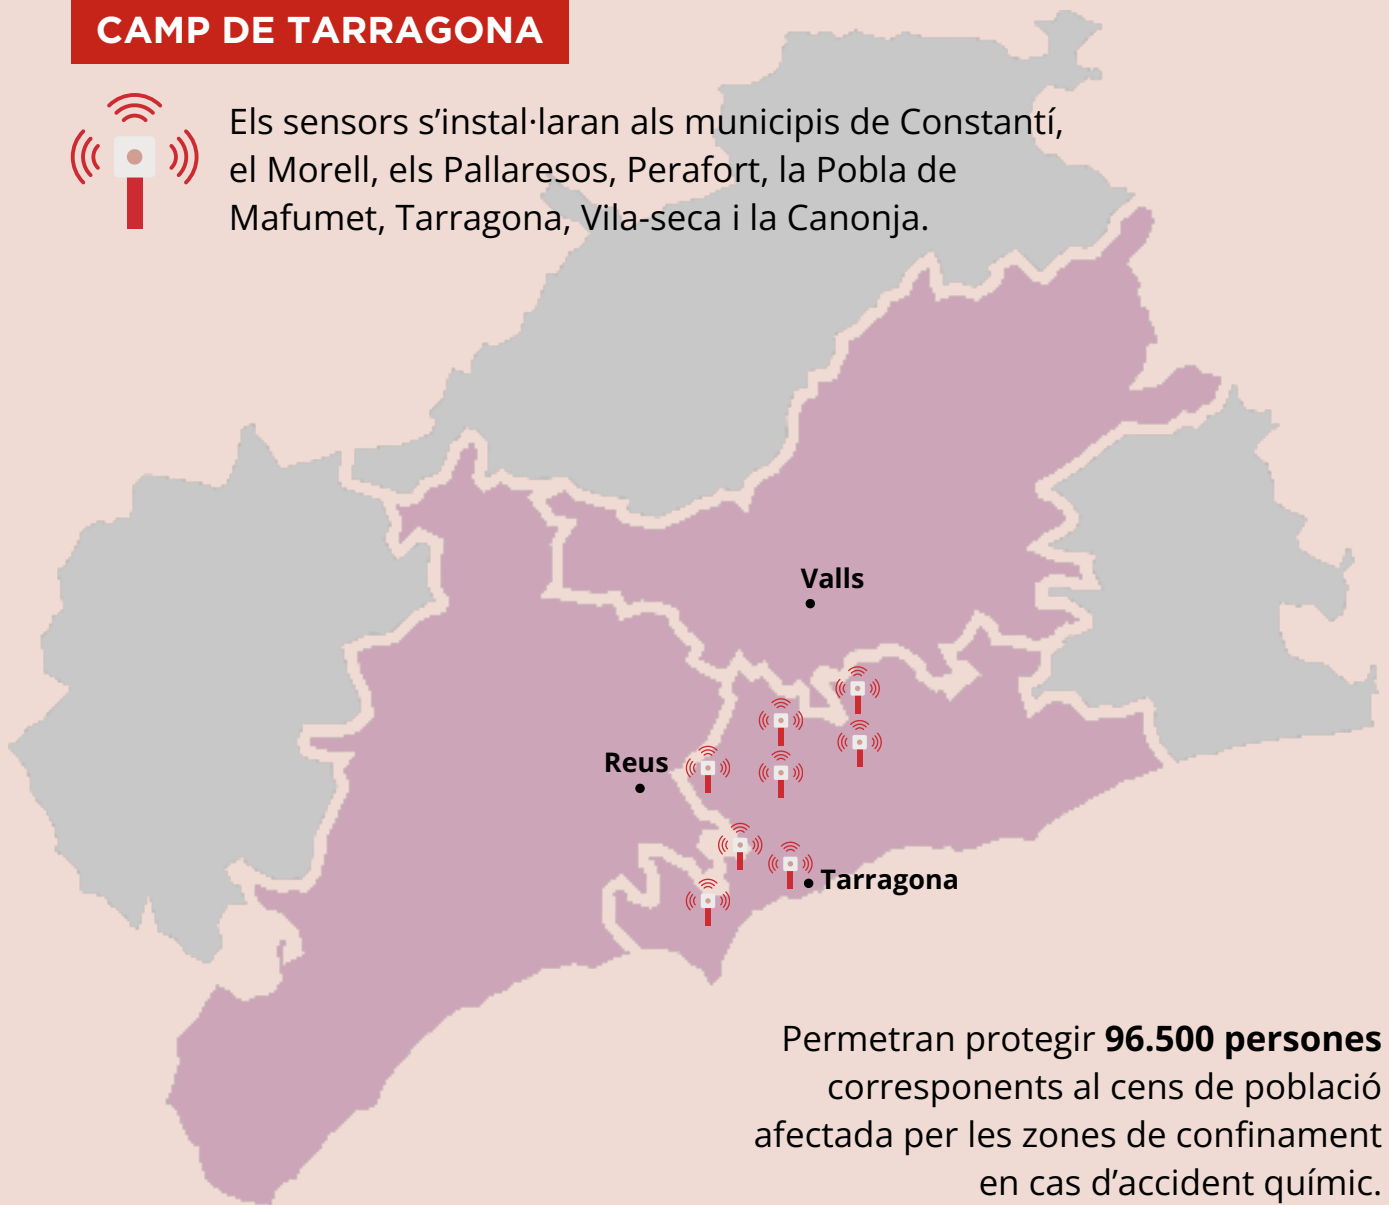 CAMP DE TARRAGONA
Els sensors s’instal·laran als municipis de Constantí,
el Morell, els Pallaresos, Perafort, la Pobla de
Mafumet, Tarragona, Vila-seca i la Canonja.
Valls
Reus
Tarragona
Permetran protegir 96.500 persones
corresponents al cens de població
afectada per les zones de confinament
en cas d’accident químic.